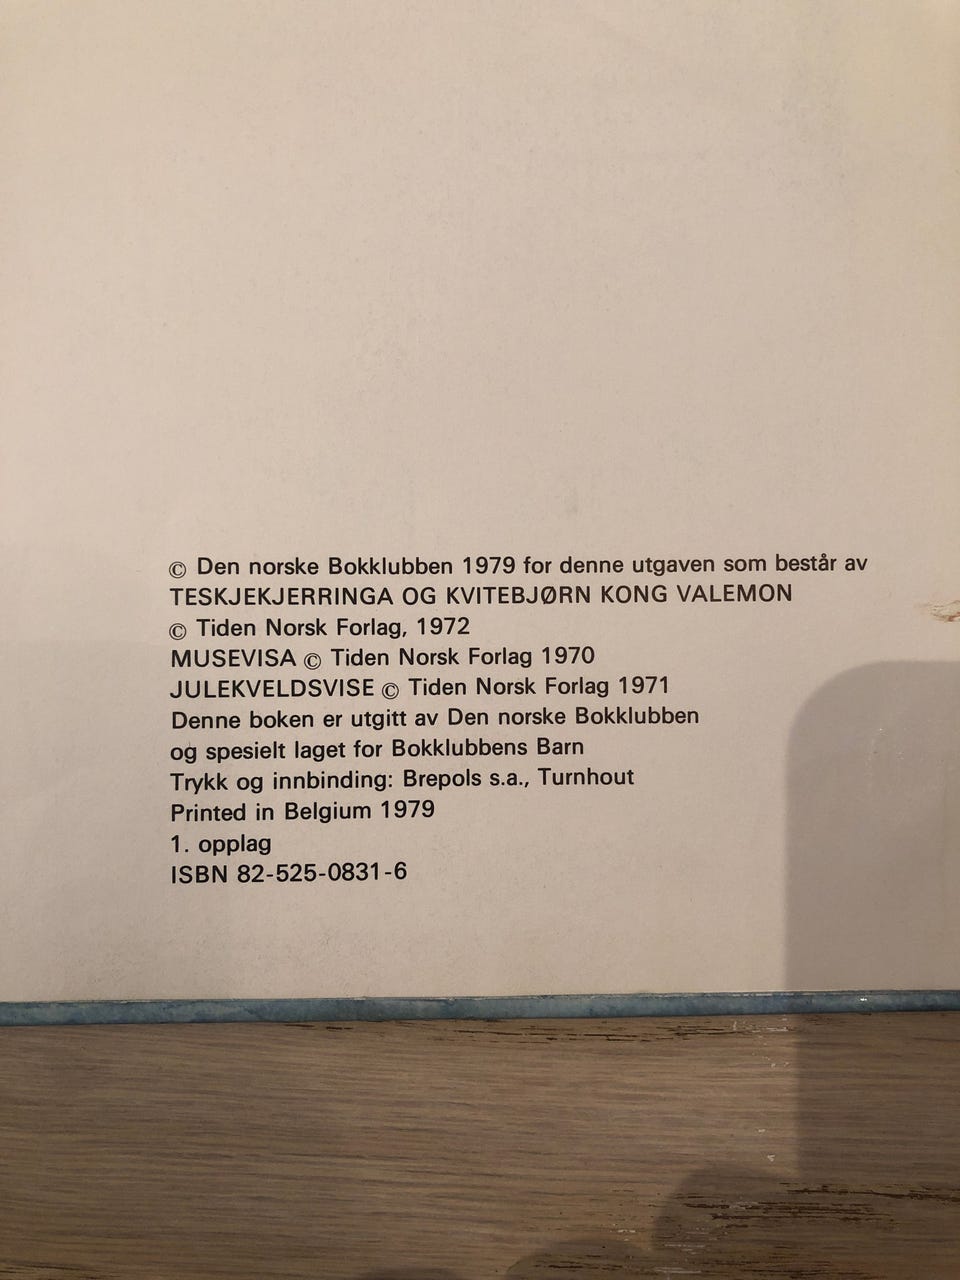 © Den norske Bokklubben 1979 for denne utgaven som består av
TESKJEKJERRINGA OG KVITEBJØRN KONG VALEMON
© Tiden Norsk Forlag, 1972
MUSEVISA © Tiden Norsk Forlag 1970
JULEKVELDSVISE © Tiden Norsk Forlag 1971
Denne boken er utgitt av Den norske Bokklubben
og spesielt laget for Bokklubbens Barn
Trykk og innbinding: Brepols s.a., Turnhout
Printed in Belgium 1979
1. opplag
ISBN 82-525-0831-6